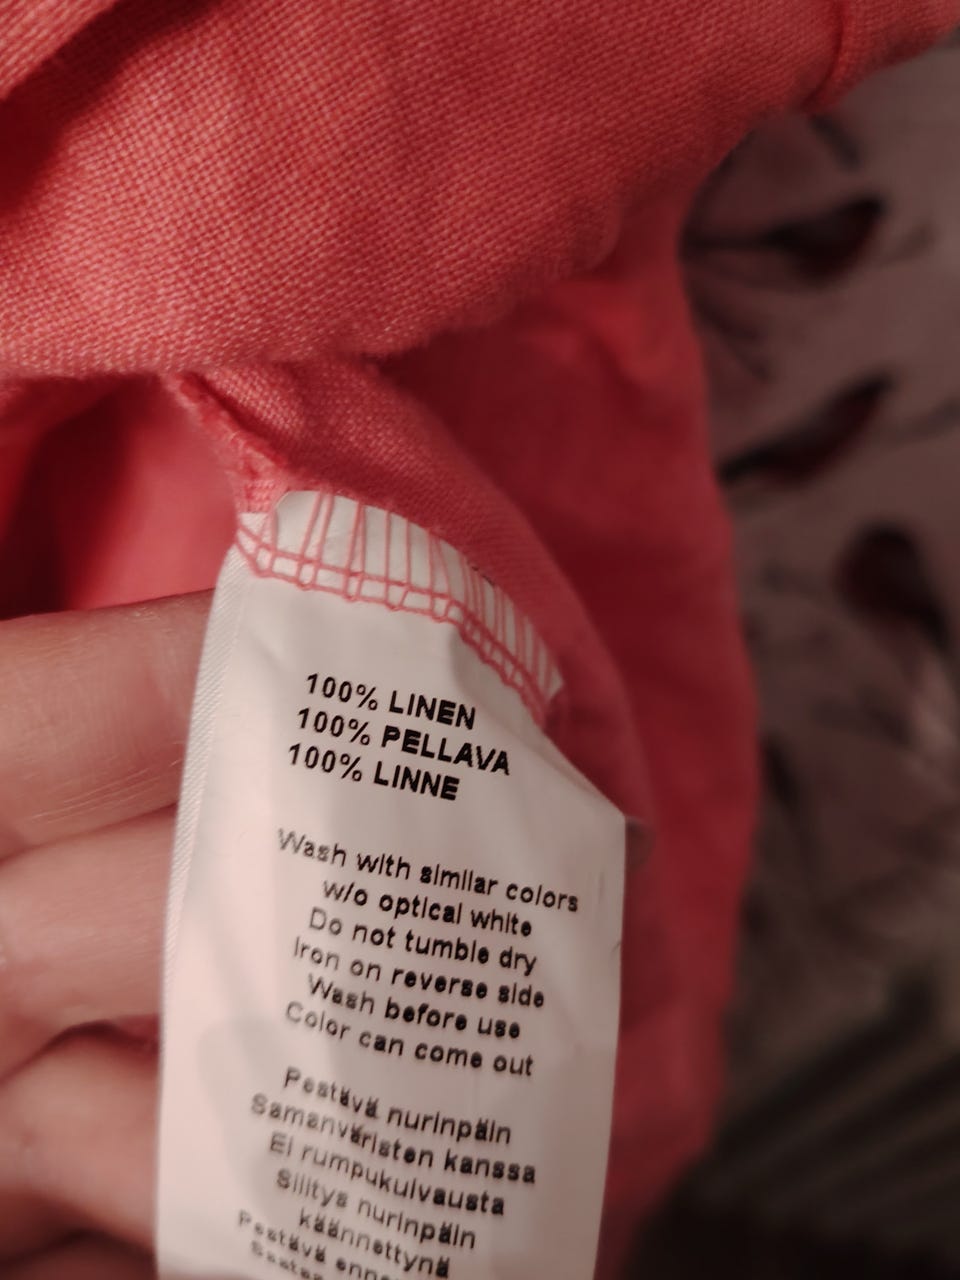 100% LINEN
100% PELLAVA
100% LINNE
Wash with similar colors
w/o optical white
Do not tumble dry
Iron on reverse side
Wash before use
Color can come out
Pestävä nurinpäin
Samanväristen kanssa
Ei rumpukuivausta
Silitys nurinpäin
käännettynä
Pestävä